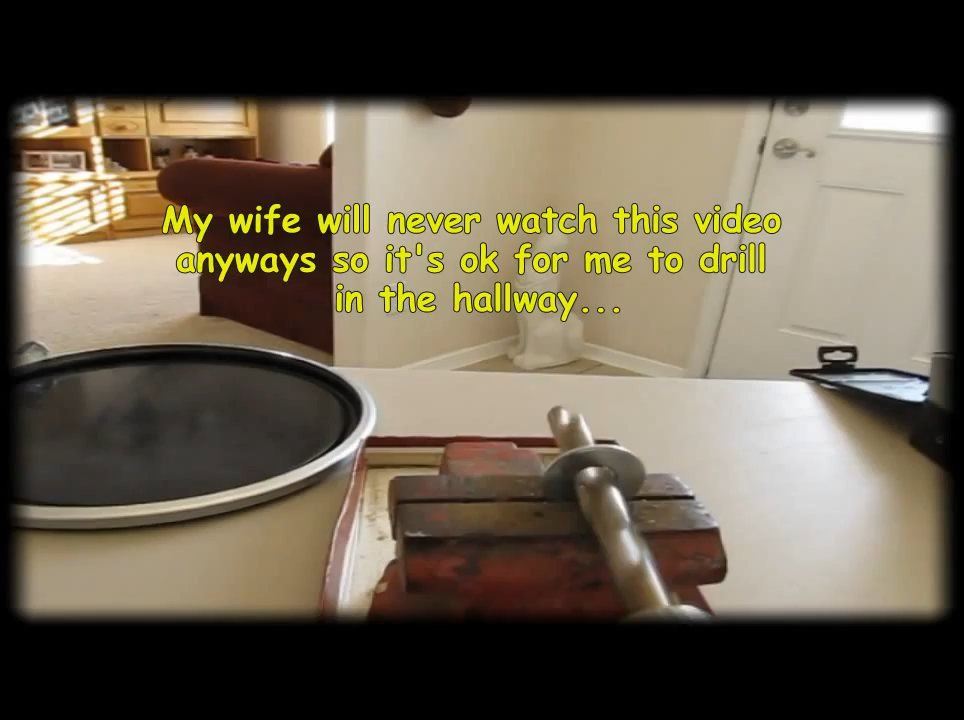 My wife will never watch this video
anyways so it's ok for me to drill
in the hallway...